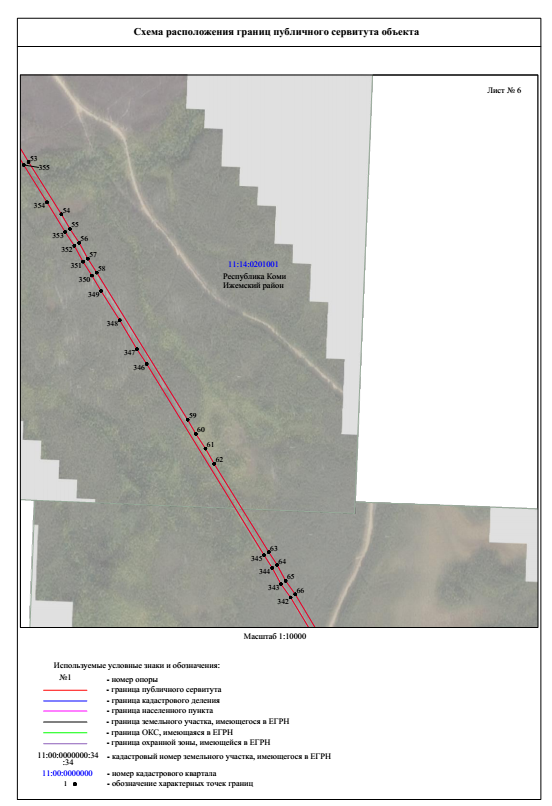 Схема расположения границ публичного сервитута объекта
Лист № 6
53
355
354
54
353
55
352
56
351
57
350
58
349
11:14:0201001
Республика Коми
Ижемский район
348
347
346
59
60
61
62
63
345
64
344
65
343
66
342
Масштаб 1:10000
Используемые условные знаки и обозначения:
№1 - номер опоры
- граница публичного сервитута
- граница кадастрового деления
- граница населенного пункта
- граница земельного участка, имеющегося в ЕГРН
- граница ОКС, имеющаяся в ЕГРН
- граница охранной зоны, имеющейся в ЕГРН
11:00:0000000:34
:34 - кадастровый номер земельного участка, имеющегося в ЕГРН
11:00:0000000 - номер кадастрового квартала
1 - обозначение характерных точек границ